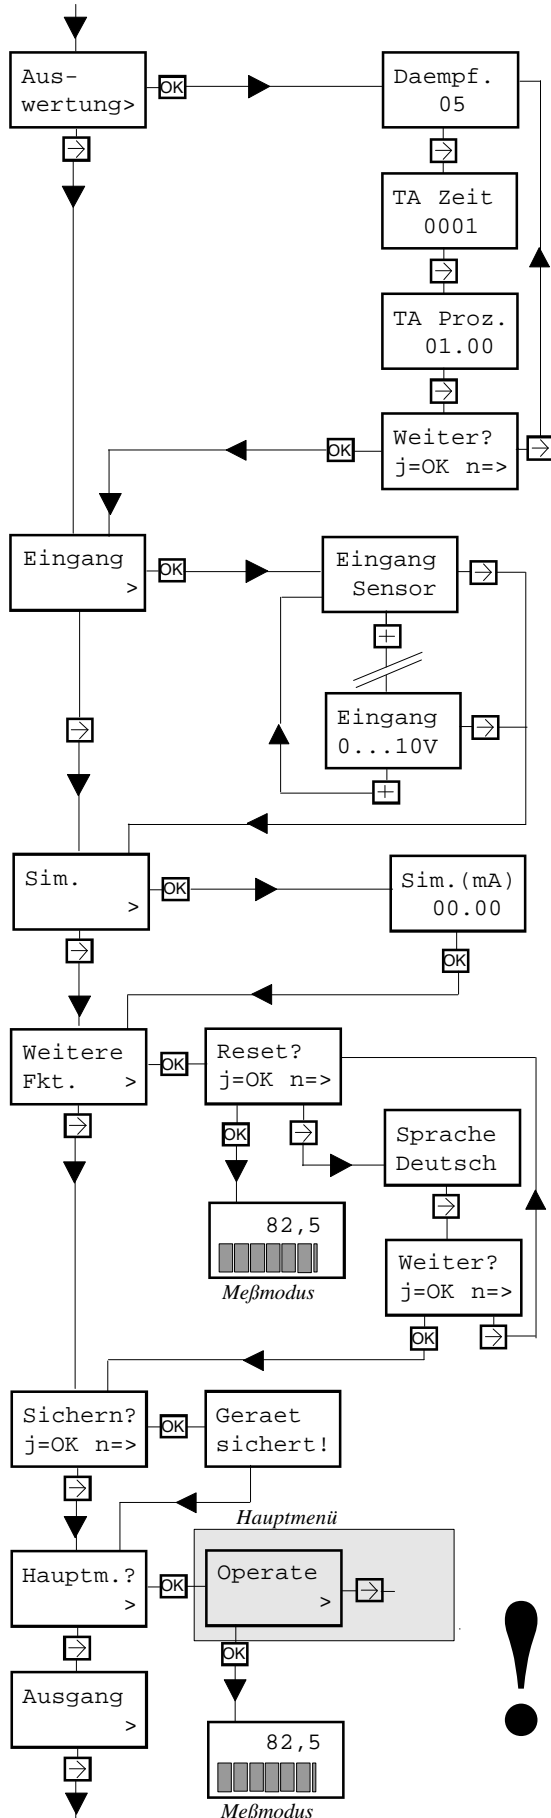 Aus-
wertung>
OK
Daempf.
05
TA Zeit
0001
TA Proz.
01.00
Weiter?
j=OK n=>
OK
Eingang
>
OK
Eingang
Sensor
+
Eingang
0...10V
+
Sim.
>
OK
Sim.(mA)
00.00
OK
Weitere
Fkt. >
OK
Reset?
j=OK n=>
OK
Sprache
Deutsch
82,5
Meßmodus
Weiter?
j=OK n=>
OK
Sichern?
j=OK n=>
OK
Geraet
sichert!
Hauptmenü
Hauptm.?
>
OK
Operate
>
OK
Ausgang
>
82,5
Meßmodus
!